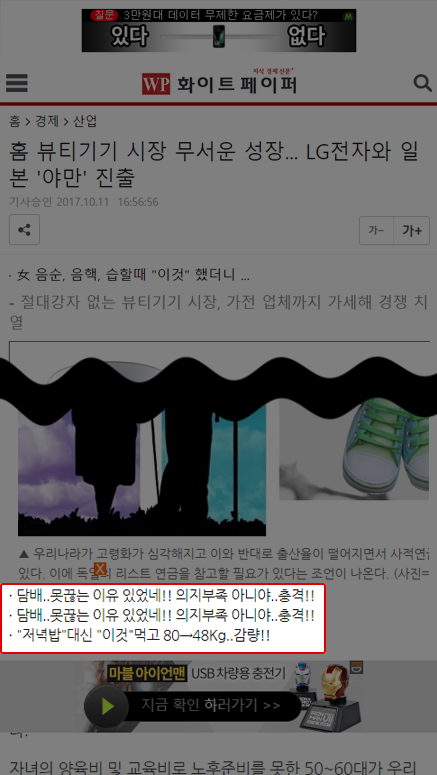 질문 3만원대 데이터 무제한 요금제가 있다?
있다 없다
WP 지식·경제 신문 화이트페이퍼
홈 > 경제 > 산업
홈 뷰티기기 시장 무서운 성장... LG전자와 일
본 '야만' 진출
기사승인 2017.10.11 16:56:56
가- 가+
· 女 음순, 음핵, 습할때 "이것" 했더니 ...
- 절대강자 없는 뷰티기기 시장, 가전 업체까지 가세해 경쟁 치
열
▲ 우리나라가 고령화가 심각해지고 이와 반대로 출산율이 떨어지면서 사적연금
있다. 이에 독일의 리스트 연금을 참고할 필요가 있다는 조언이 나온다. (사진=
X
· 담배..못끊는 이유 있었네!! 의지부족 아니야..충격!!
· 담배..못끊는 이유 있었네!! 의지부족 아니야..충격!!
· "저녁밥"대신 "이것"먹고 80→48Kg..감량!!
마블 아이언맨 USB 차량용 충전기
지금 확인 하러가기 >>
다.
자녀의 양육비 및 교육비로 노후준비를 못한 50~60대가 우리